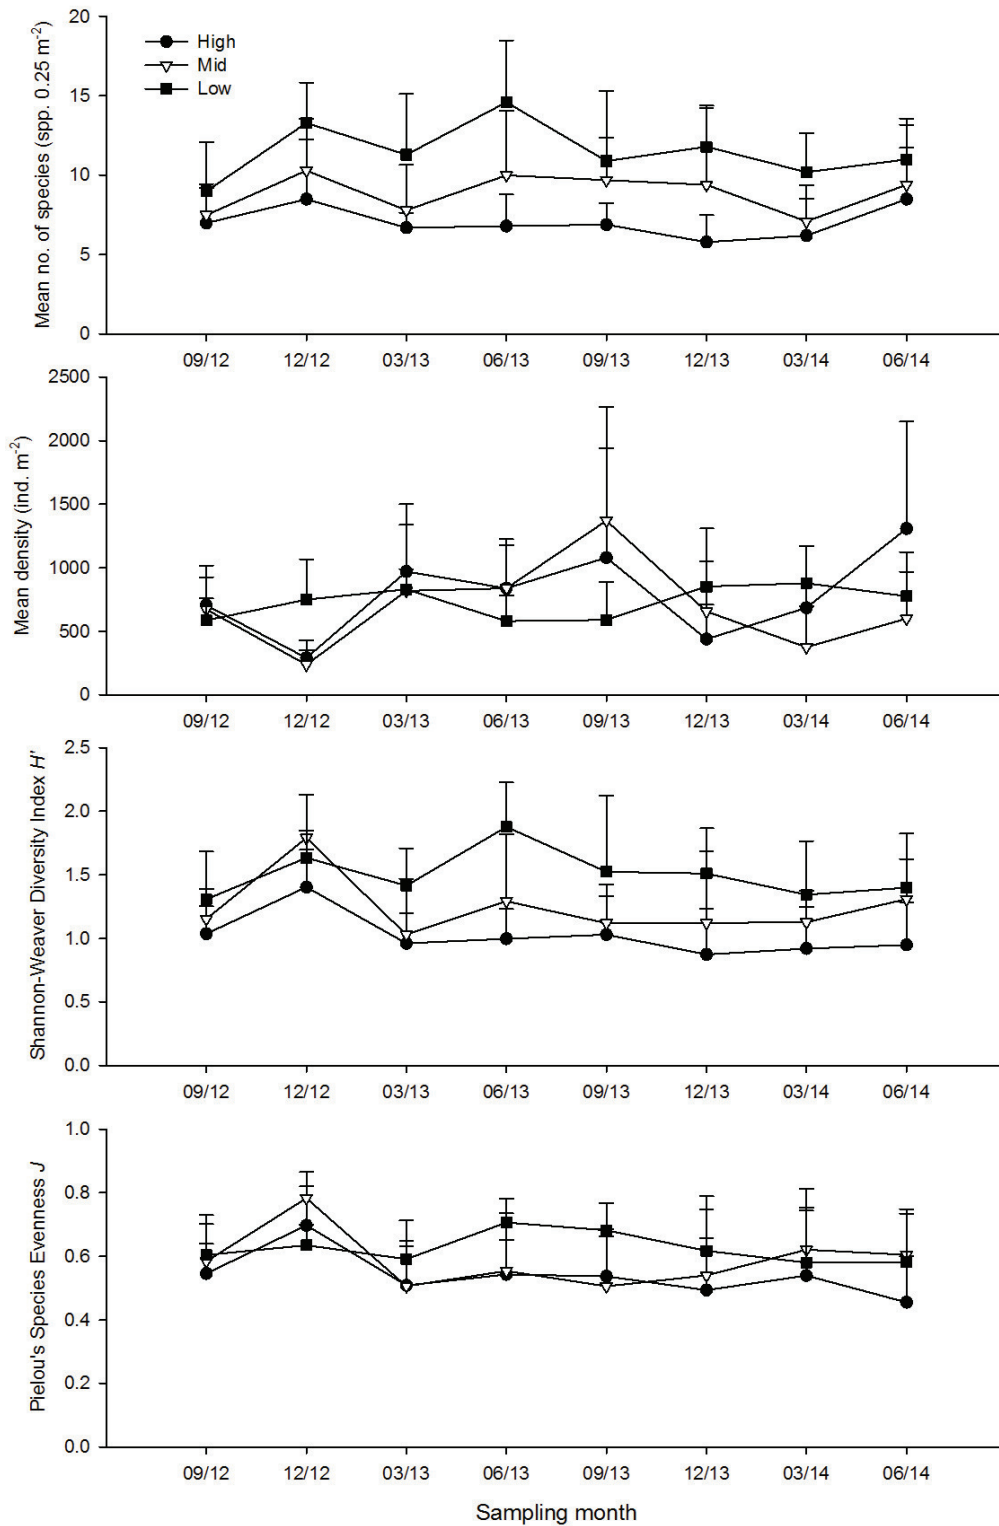 Mean no. of species (spp. 0.25 m⁻²)
20
15
10
5
0
High
Mid
Low
09/12 12/12 03/13 06/13 09/13 12/13 03/14 06/14
Mean density (ind. m⁻²)
2500
2000
1500
1000
500
0
09/12 12/12 03/13 06/13 09/13 12/13 03/14 06/14
Shannon-Weaver Diversity Index H'
2.5
2.0
1.5
1.0
0.5
0.0
09/12 12/12 03/13 06/13 09/13 12/13 03/14 06/14
Pielou's Species Evenness J
1.0
0.8
0.6
0.4
0.2
0.0
09/12 12/12 03/13 06/13 09/13 12/13 03/14 06/14
Sampling month